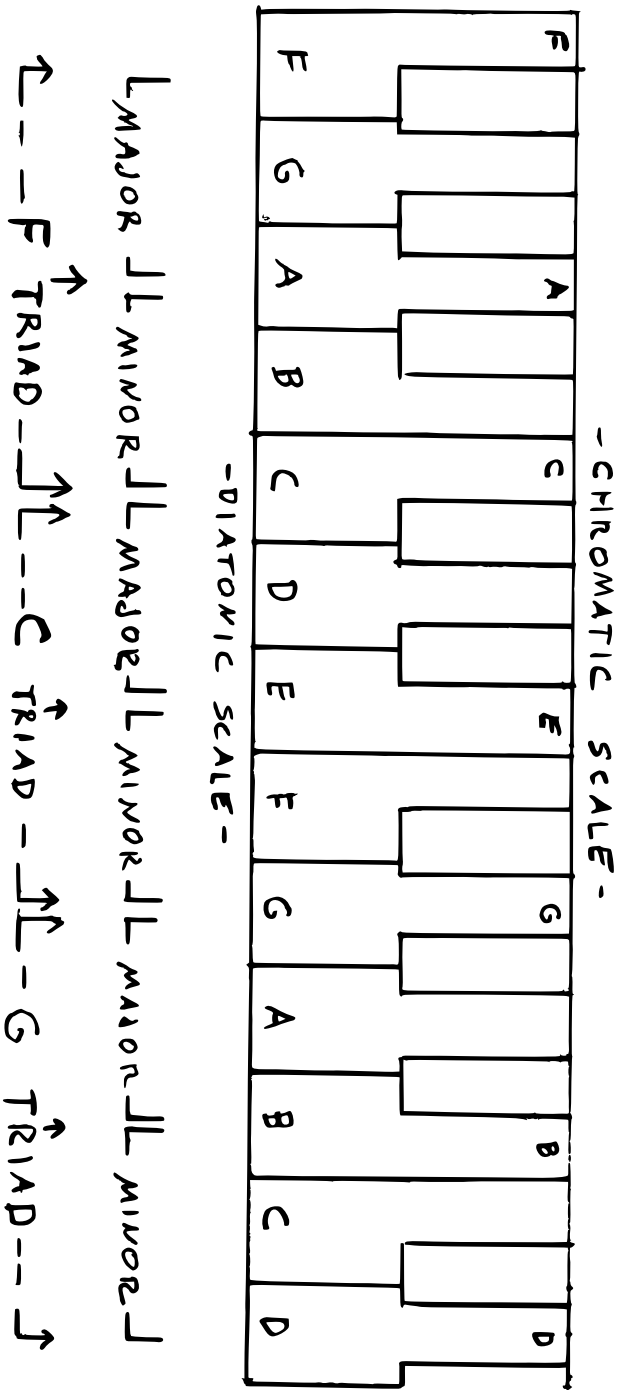 -CHROMATIC SCALE-
F A C E G B D
F G A B C D E F G A B C D
-DIATONIC SCALE-
MAJOR MINOR MAJOR MINOR MAJOR MINOR
--F TRIAD-- --C TRIAD- -G TRIAD--